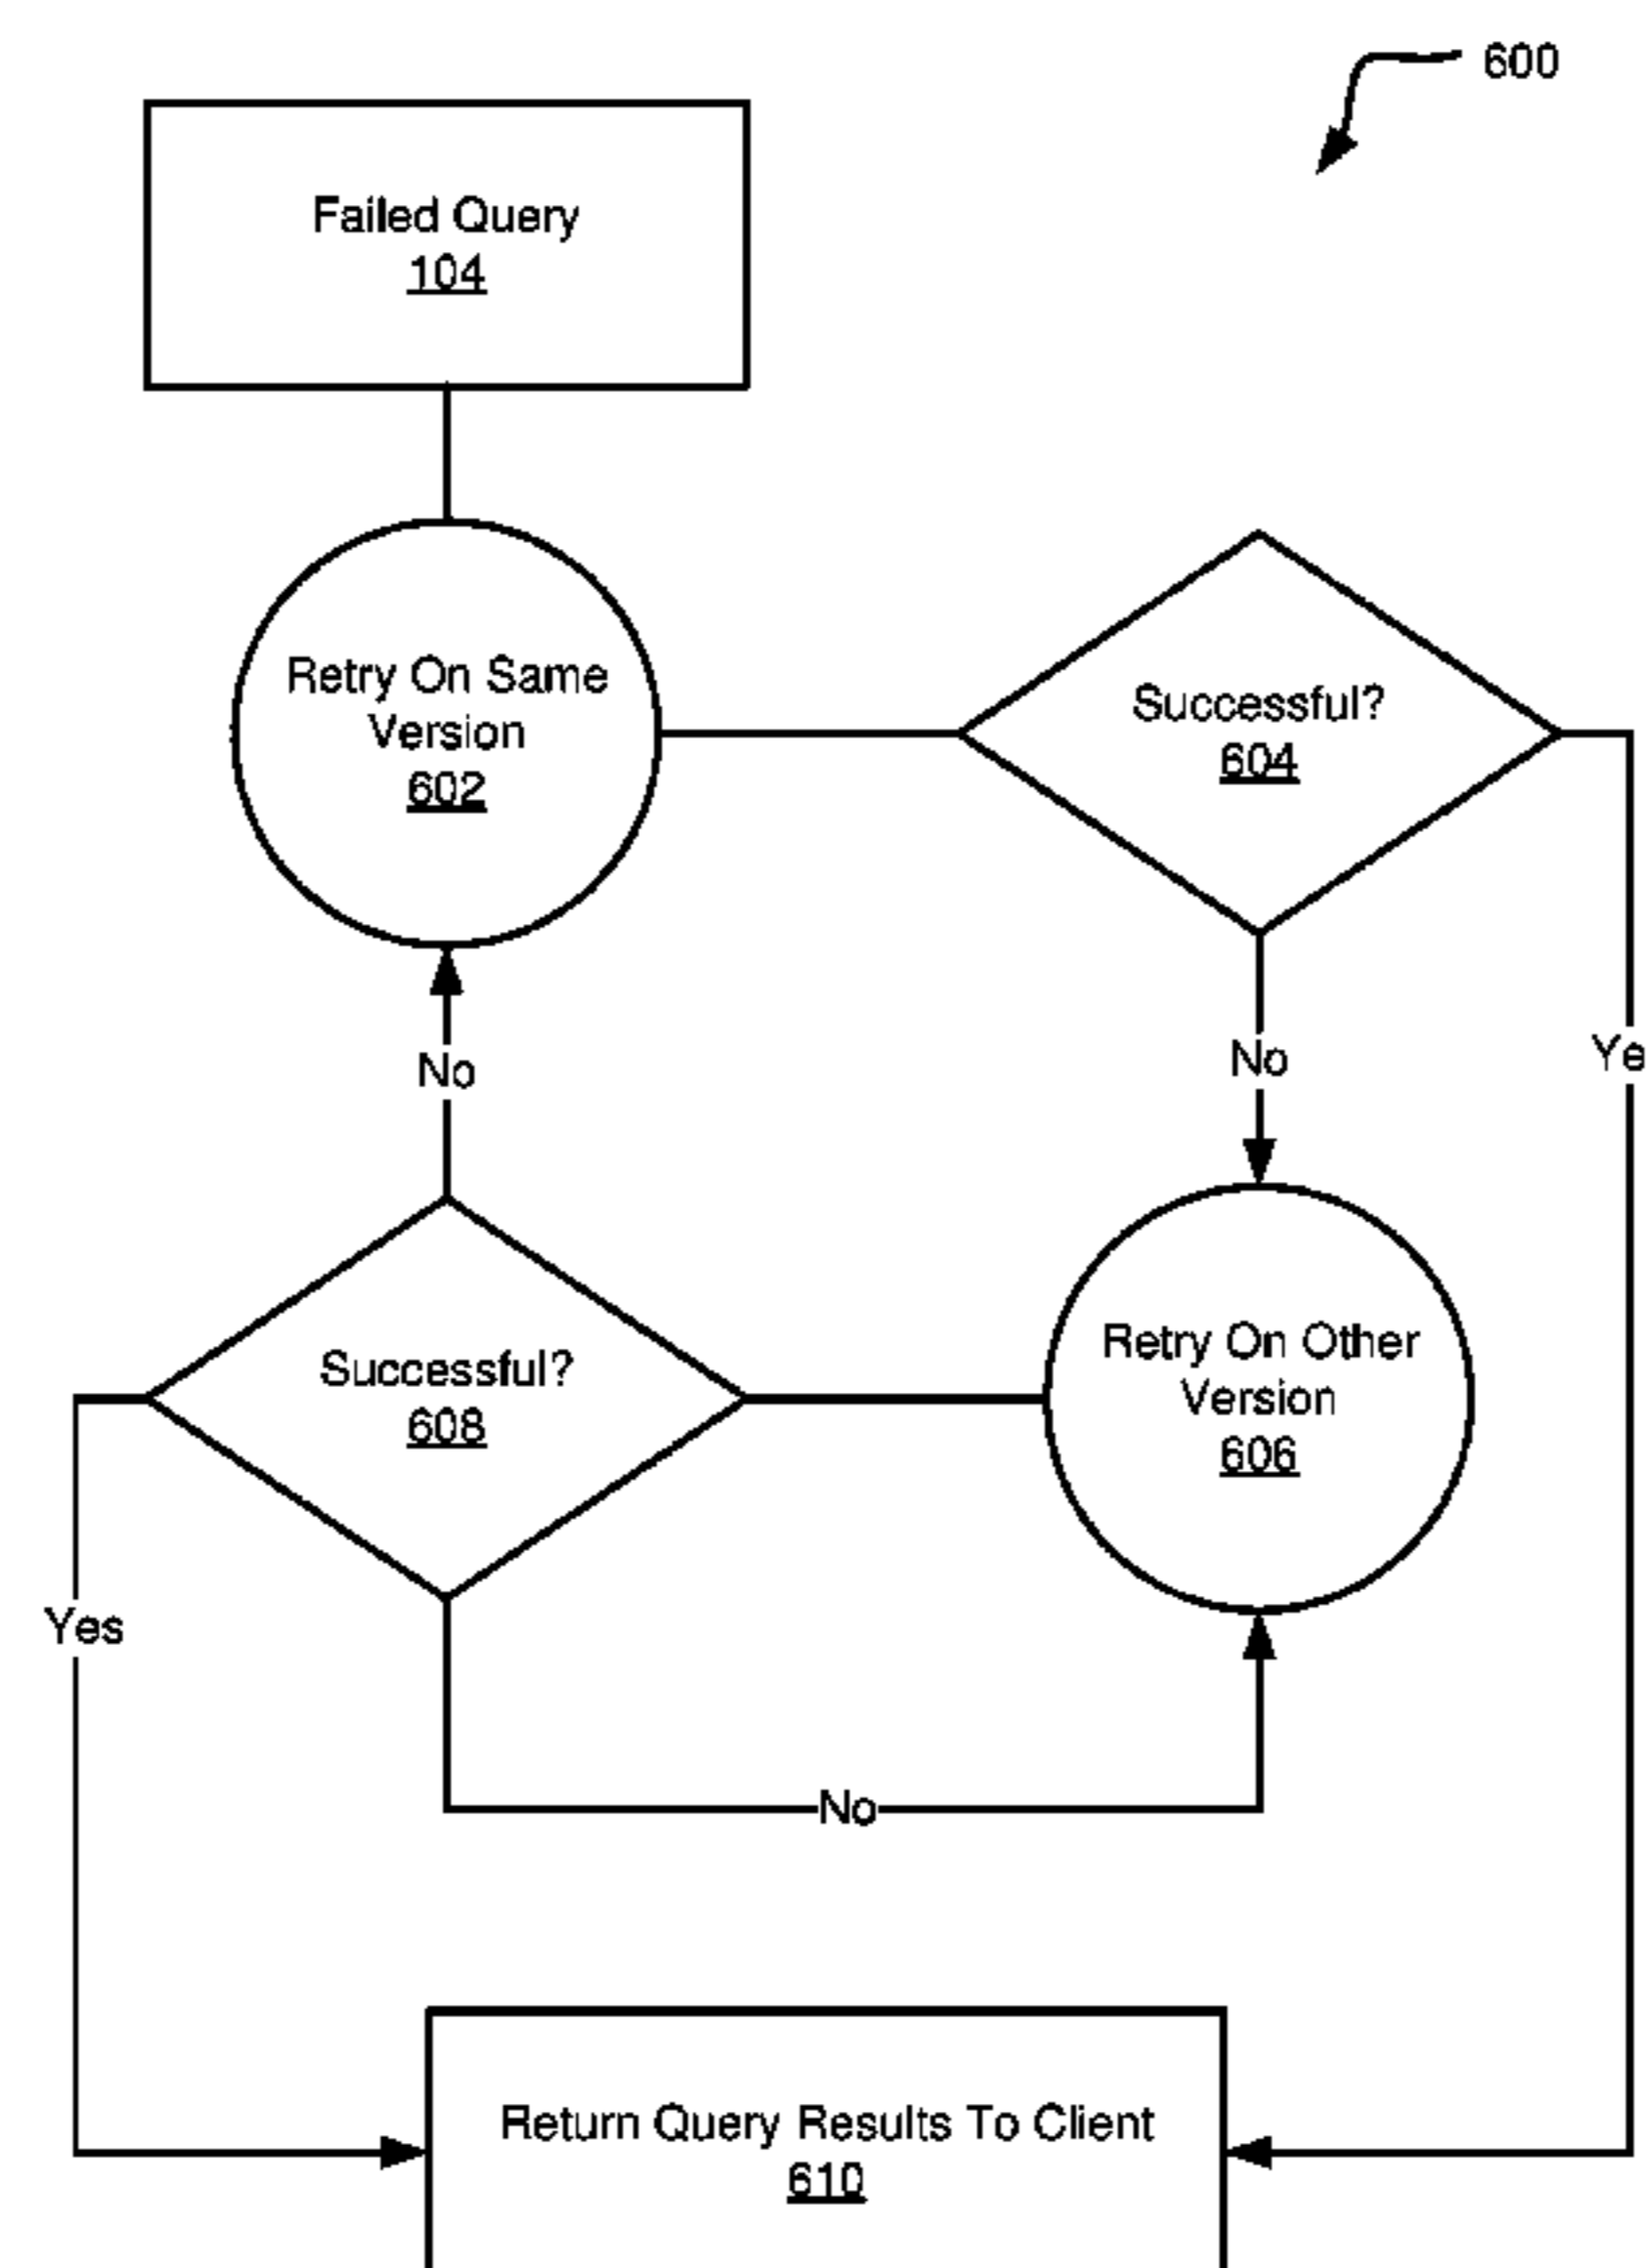 600
Failed Query
104
Retry On Same
Version
602
Successful?
604
No
No
Ye
Successful?
608
Retry On Other
Version
606
Yes
No
Return Query Results To Client
610